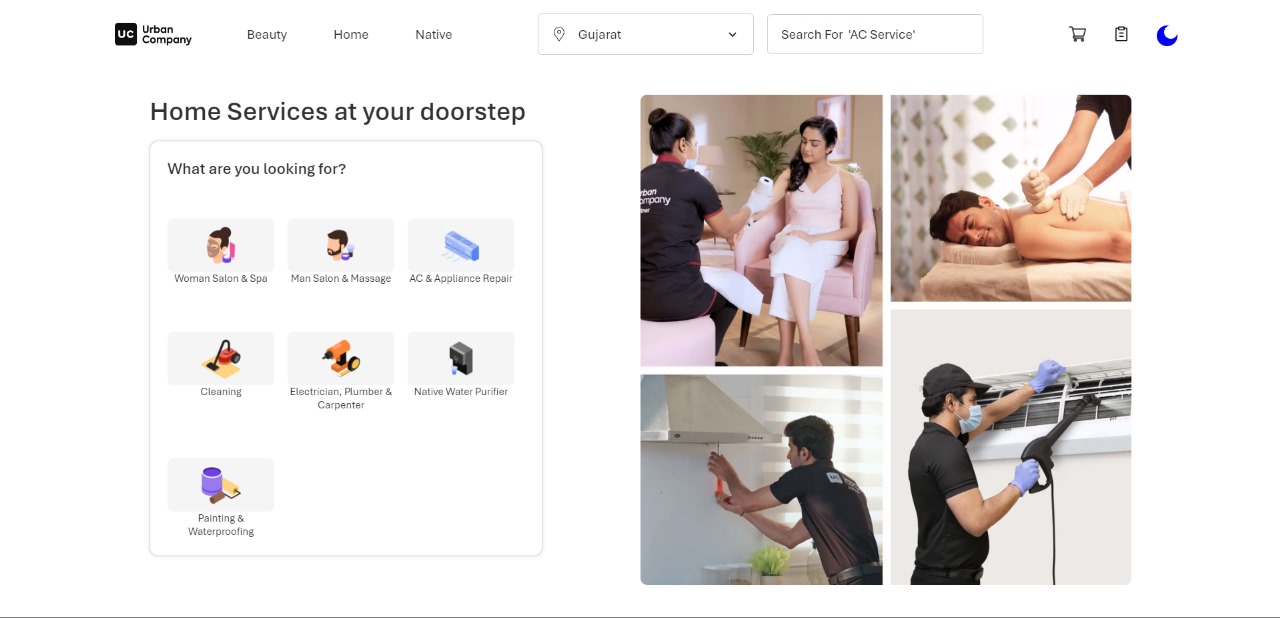 UC Urban Company
Beauty
Home
Native
Gujarat
Search For 'AC Service'
Home Services at your doorstep
What are you looking for?
Woman Salon & Spa
Man Salon & Massage
AC & Appliance Repair
Cleaning
Electrician, Plumber &
Carpenter
Native Water Purifier
Painting &
Waterproofing
UC